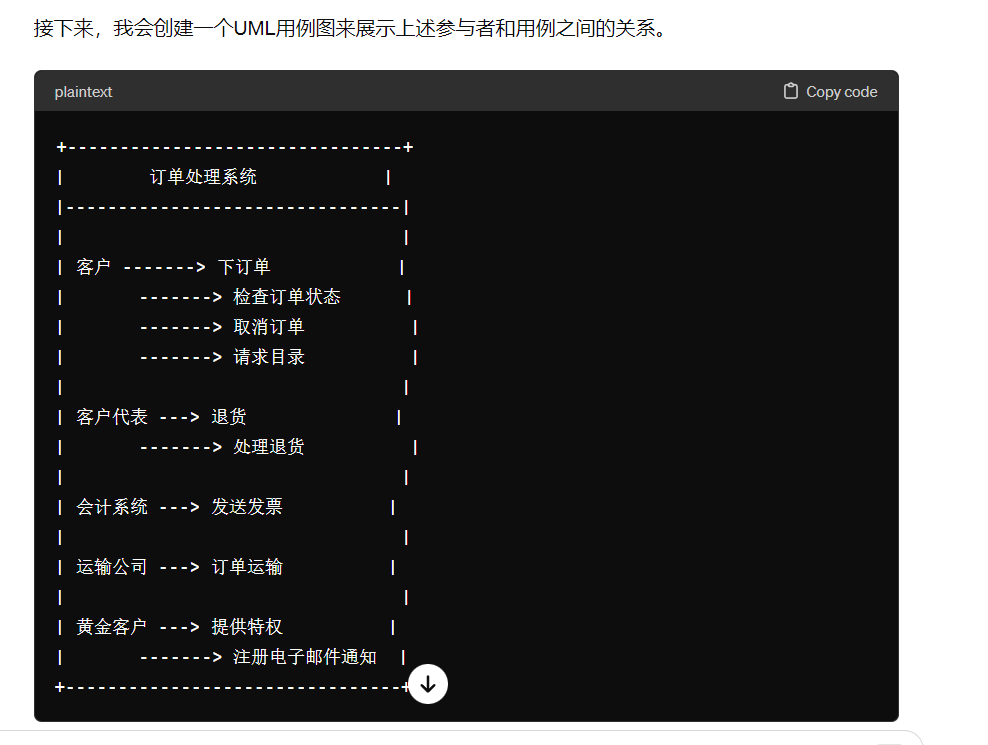 接下来，我会创建一个UML用例图来展示上述参与者和用例之间的关系。
plaintext Copy code
+--------------------------------+
|          订单处理系统               |
|--------------------------------|
|                                |
| 客户 -------> 下订单               |
|         -------> 检查订单状态       |
|         -------> 取消订单            |
|         -------> 请求目录            |
|                                |
| 客户代表 ---> 退货                 |
|         -------> 处理退货            |
|                                |
| 会计系统 ---> 发送发票            |
|                                |
| 运输公司 ---> 订单运输            |
|                                |
| 黄金客户 ---> 提供特权            |
|         -------> 注册电子邮件通知  |
+--------------------------------+